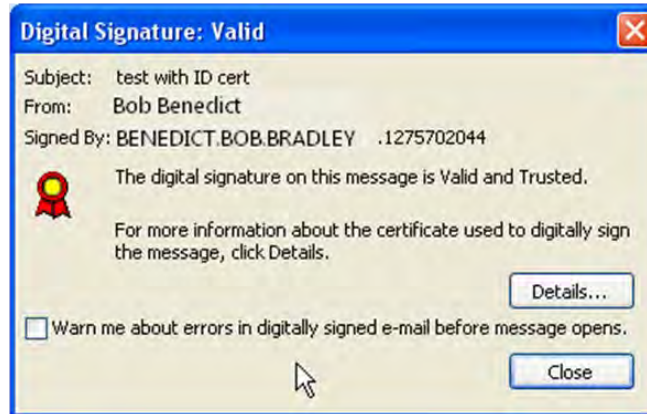 Digital Signature: Valid
Subject: test with ID cert
From: Bob Benedict
Signed By: BENEDICT.BOB.BRADLEY .1275702044
The digital signature on this message is Valid and Trusted.
For more information about the certificate used to digitally sign
the message, click Details.
Details...
Warn me about errors in digitally signed e-mail before message opens.
Close